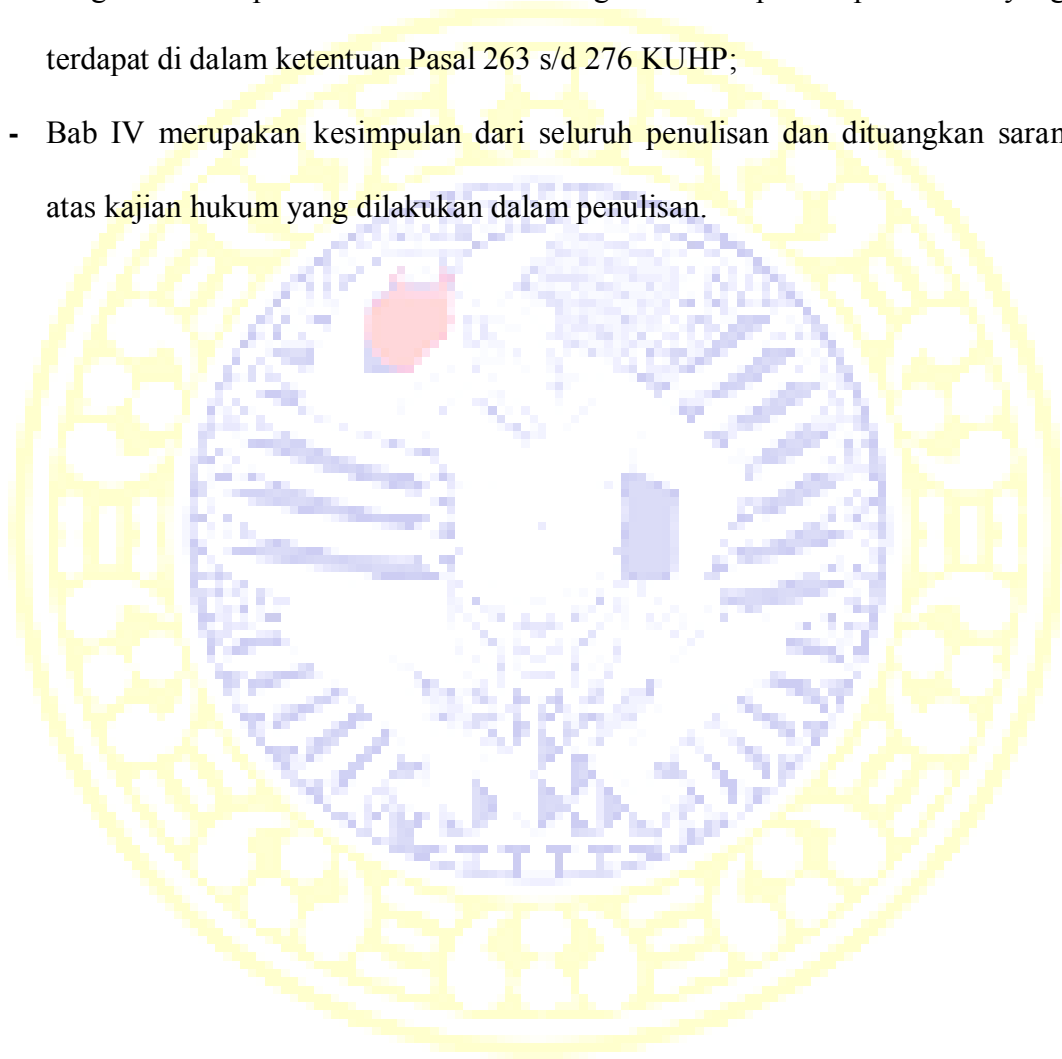 terdapat di dalam ketentuan Pasal 263 s/d 276 KUHP;
- Bab IV merupakan kesimpulan dari seluruh penulisan dan dituangkan saran
atas kajian hukum yang dilakukan dalam penulisan.